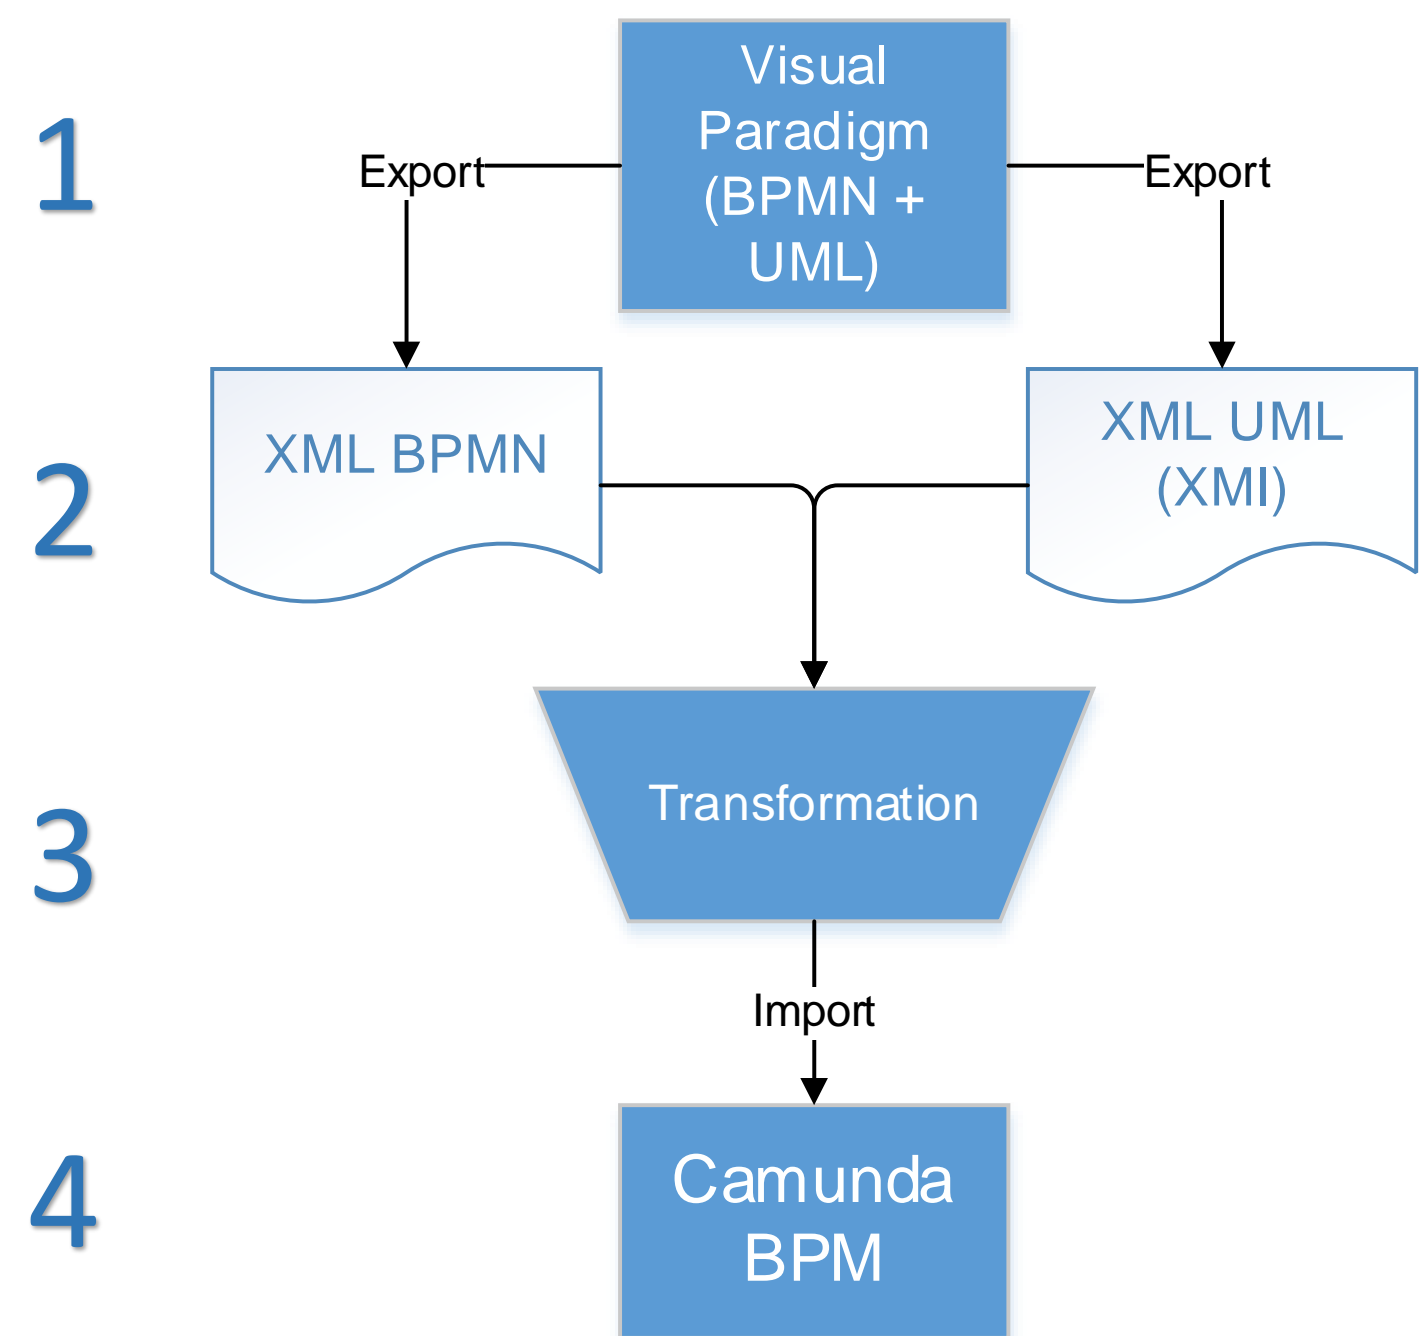 1
Visual
Paradigm
(BPMN +
UML)
Export
Export
2
XML BPMN
XML UML
(XMI)
3
Transformation
Import
4
Camunda
BPM